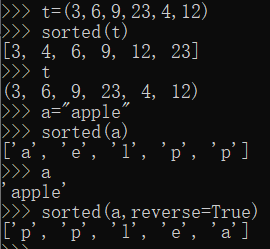 >>> t=(3,6,9,23,4,12)
>>> sorted(t)
[3, 4, 6, 9, 12, 23]
>>> t
(3, 6, 9, 23, 4, 12)
>>> a="apple"
>>> sorted(a)
['a', 'e', 'l', 'p', 'p']
>>> a
'apple'
>>> sorted(a,reverse=True)
['p', 'p', 'l', 'e', 'a']
>>>